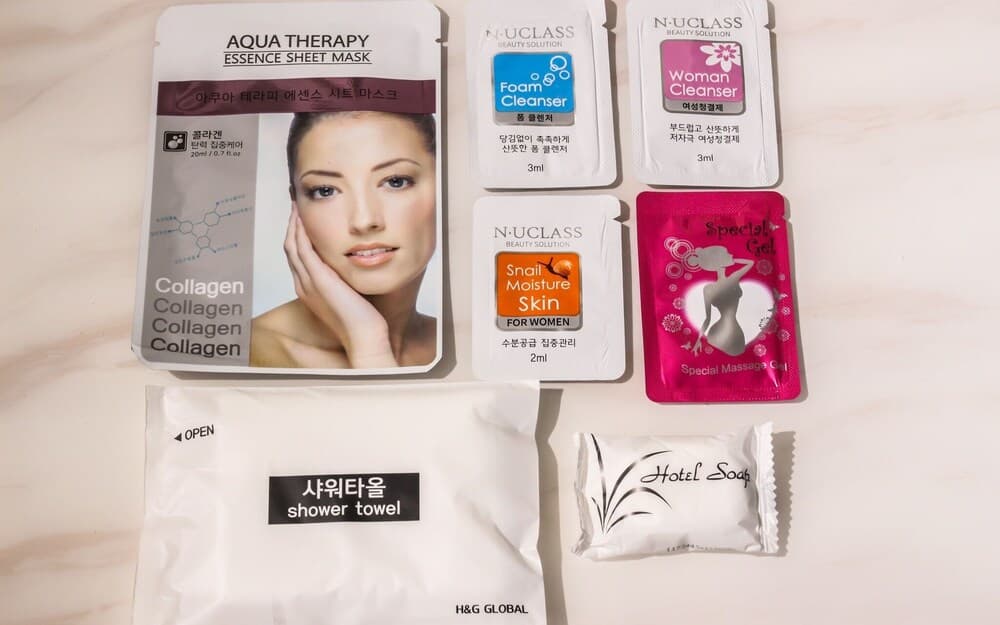 AQUA THERAPY
ESSENCE SHEET MASK
아쿠아 테라피 에센스 시트 마스크
콜라겐
탄력 집중케어
20ml / 0.7 fl.oz
Collagen
Collagen
Collagen
Collagen
N·UCLASS
BEAUTY SOLUTION
Foam
Cleanser
폼 클렌저
당김없이 촉촉하게
산뜻한 폼 클렌저
3ml
N·UCLASS
BEAUTY SOLUTION
Woman
Cleanser
여성청결제
부드럽고 산뜻하게
저자극 여성청결제
3ml
N·UCLASS
BEAUTY SOLUTION
Snail
Moisture
Skin
FOR WOMEN
수분공급 집중관리
2ml
Special
Gel
Special Massage Gel
◀ OPEN
샤워타올
shower towel
H&G GLOBAL
Hotel Soap